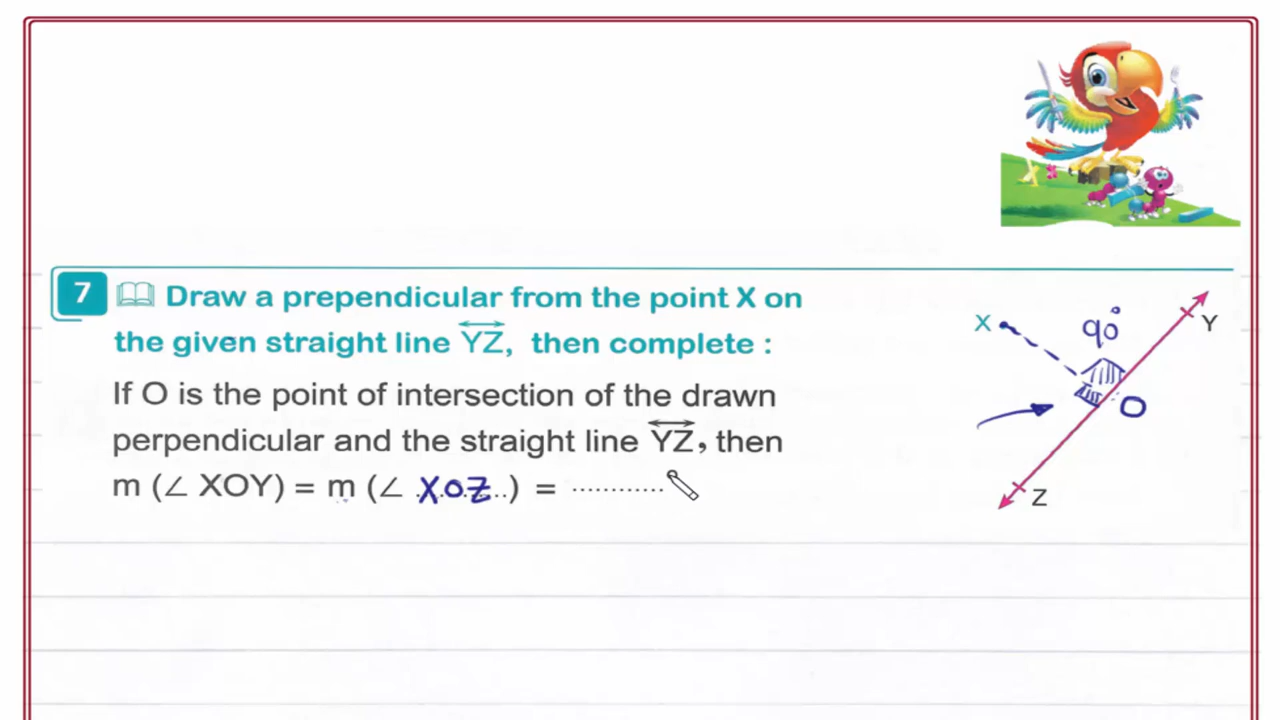 7 Draw a prependicular from the point X on
the given straight line YZ, then complete :
If O is the point of intersection of the drawn
perpendicular and the straight line YZ, then
m (∠ XOY) = m (∠ XOZ) = ............
X
90°
Y
O
Z